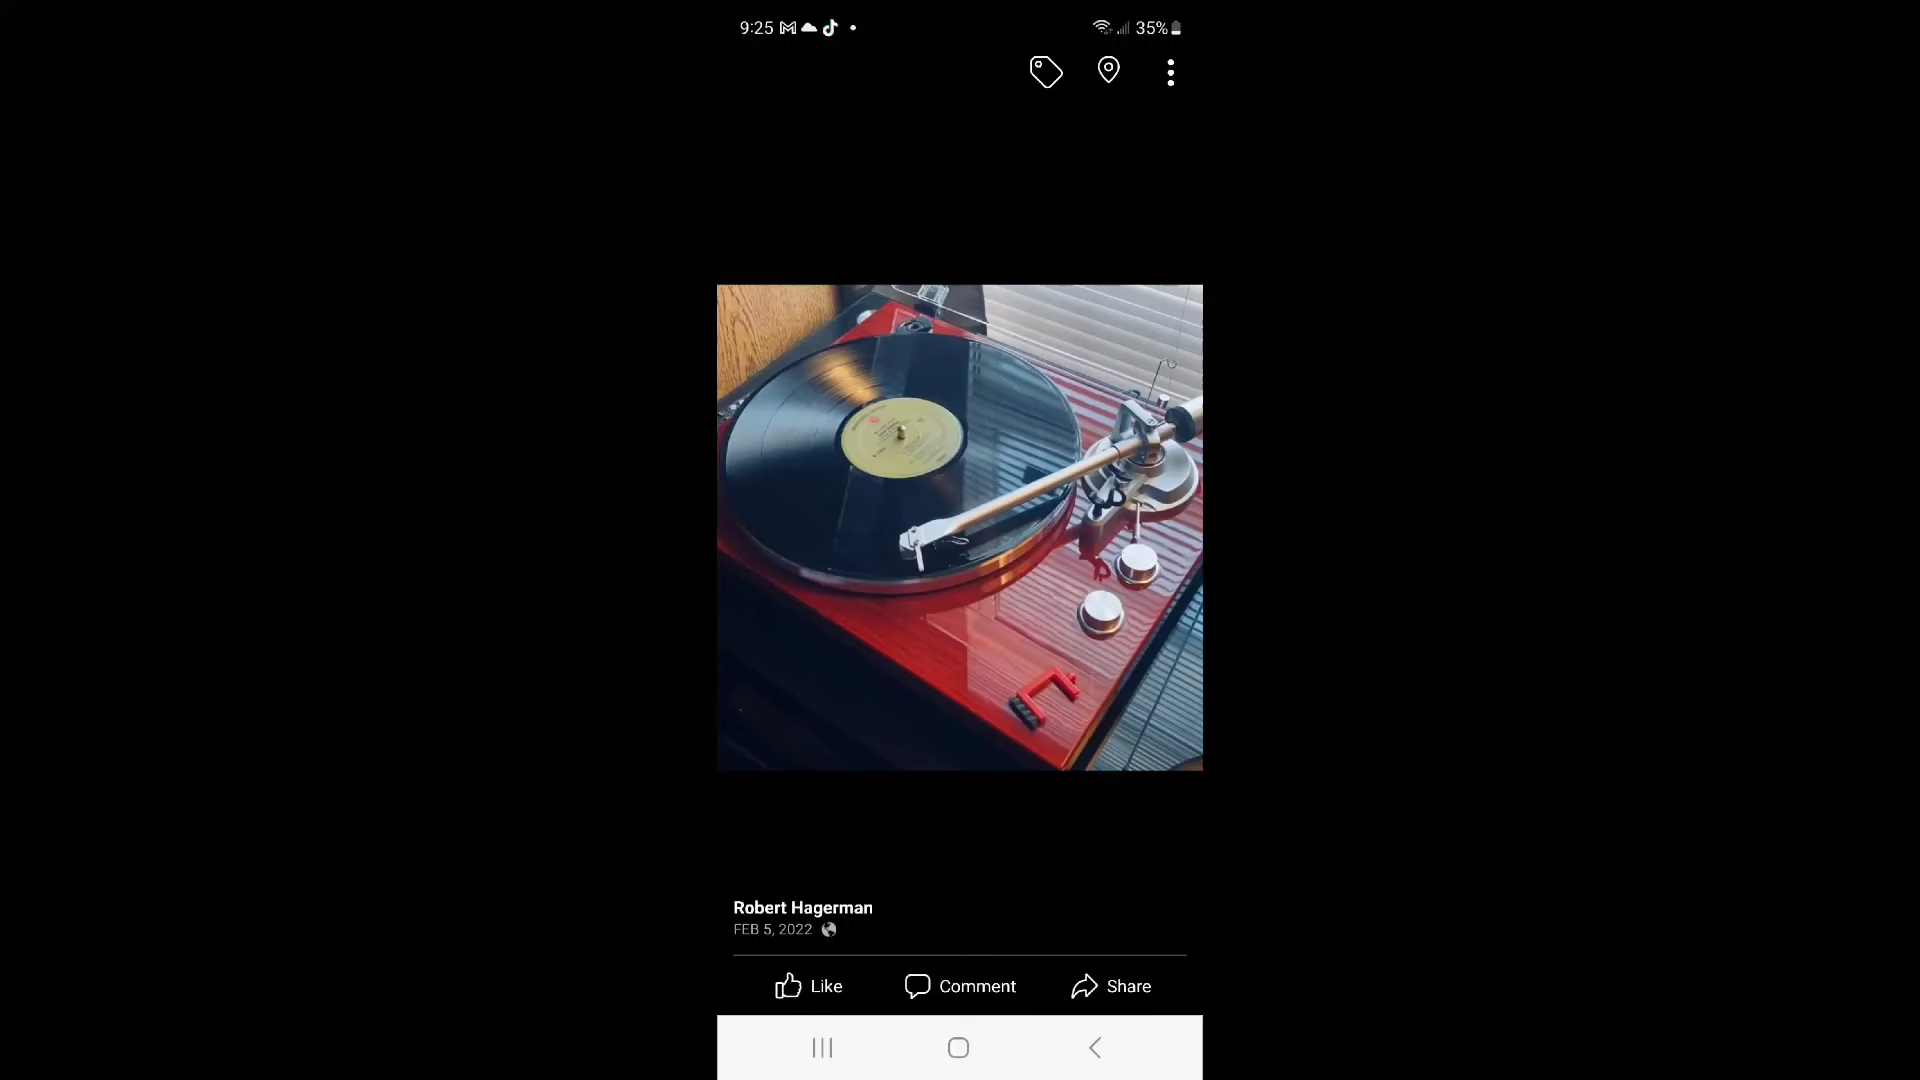 9:25
35%
Robert Hagerman
FEB 5, 2022
Like
Comment
Share